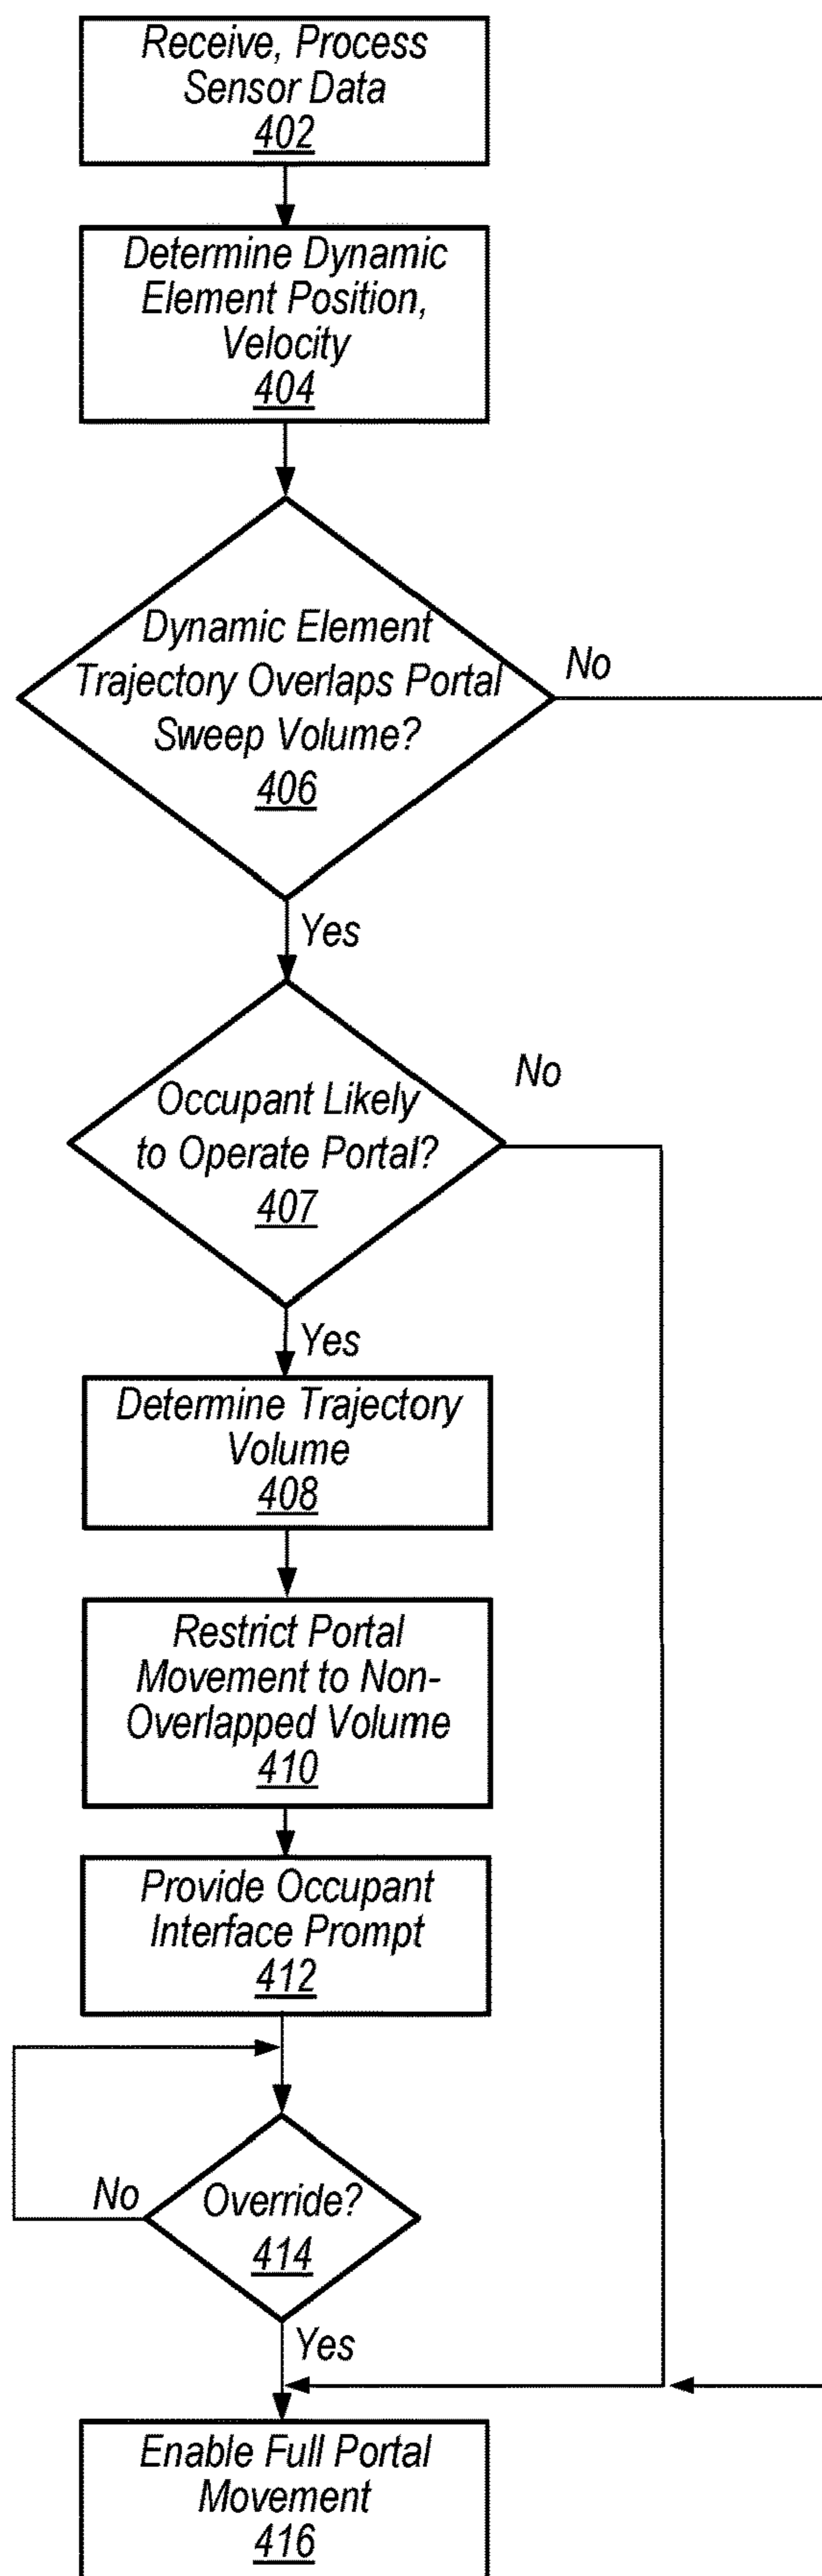 Receive, Process
Sensor Data
402
Determine Dynamic
Element Position,
Velocity
404
Dynamic Element
Trajectory Overlaps Portal
Sweep Volume?
406
No
Yes
Occupant Likely
to Operate Portal?
407
No
Yes
Determine Trajectory
Volume
408
Restrict Portal
Movement to Non-
Overlapped Volume
410
Provide Occupant
Interface Prompt
412
No
Override?
414
Yes
Enable Full Portal
Movement
416